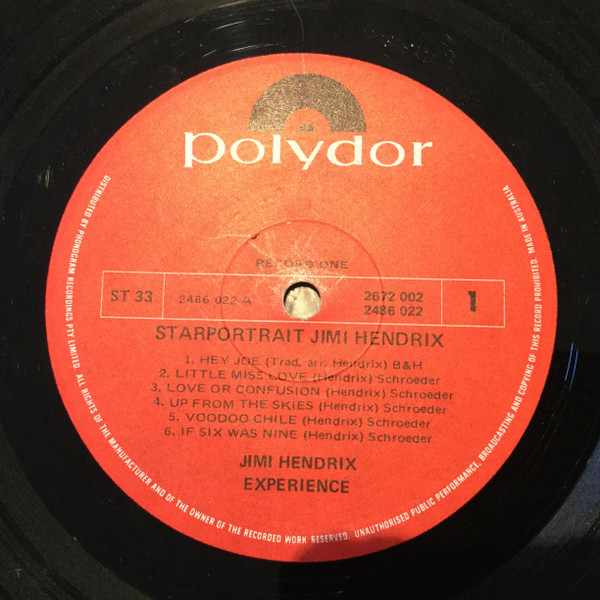 polydor
RECORD ONE
ST 33
2486 022 A
2672 002
2486 022
1
STARPORTRAIT JIMI HENDRIX
1. HEY JOE (Trad. arr. Hendrix) B&H
2. LITTLE MISS LOVE (Hendrix) Schroeder
3. LOVE OR CONFUSION (Hendrix) Schroeder
4. UP FROM THE SKIES (Hendrix) Schroeder
5. VOODOO CHILE (Hendrix) Schroeder
6. IF SIX WAS NINE (Hendrix) Schroeder
JIMI HENDRIX
EXPERIENCE
DISTRIBUTED BY PHONOGRAM RECORDINGS PTY LIMITED. ALL RIGHTS OF THE MANUFACTURER AND OF THE OWNER OF THE RECORDED WORK RESERVED. UNAUTHORISED PUBLIC PERFORMANCE, BROADCASTING AND COPYING OF THIS RECORD PROHIBITED. MADE IN AUSTRALIA